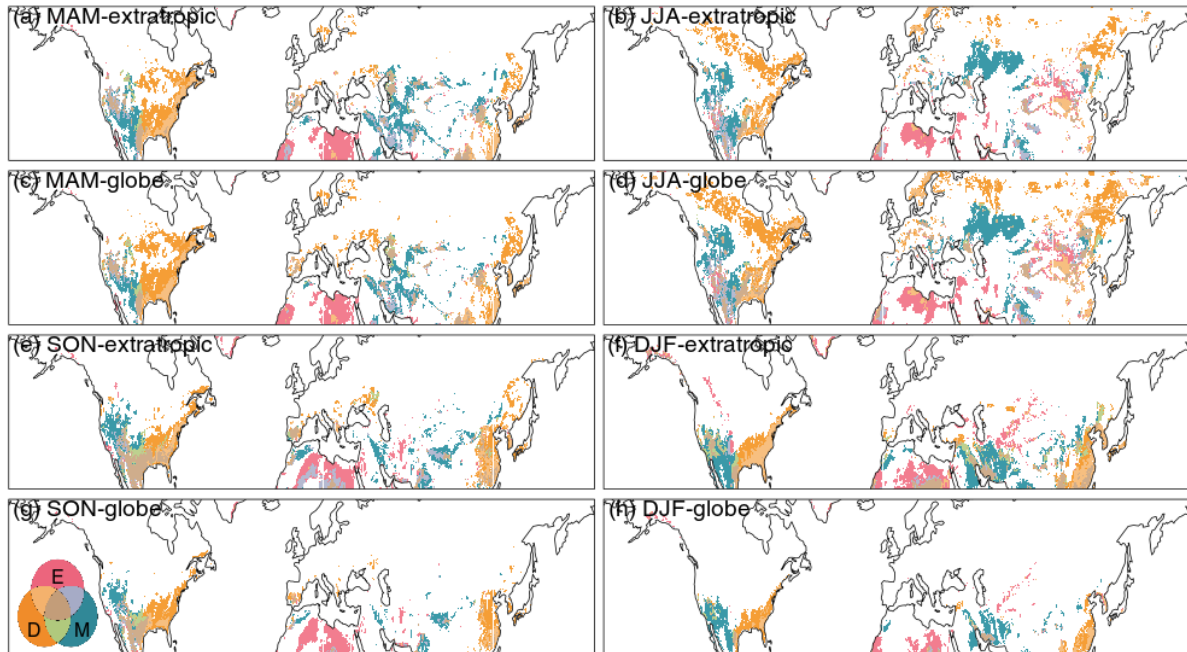 (a) MAM-extratropic
(b) JJA-extratropic
(c) MAM-globe
(d) JJA-globe
(e) SON-extratropic
(f) DJF-extratropic
(g) SON-globe
(h) DJF-globe
E
D
M